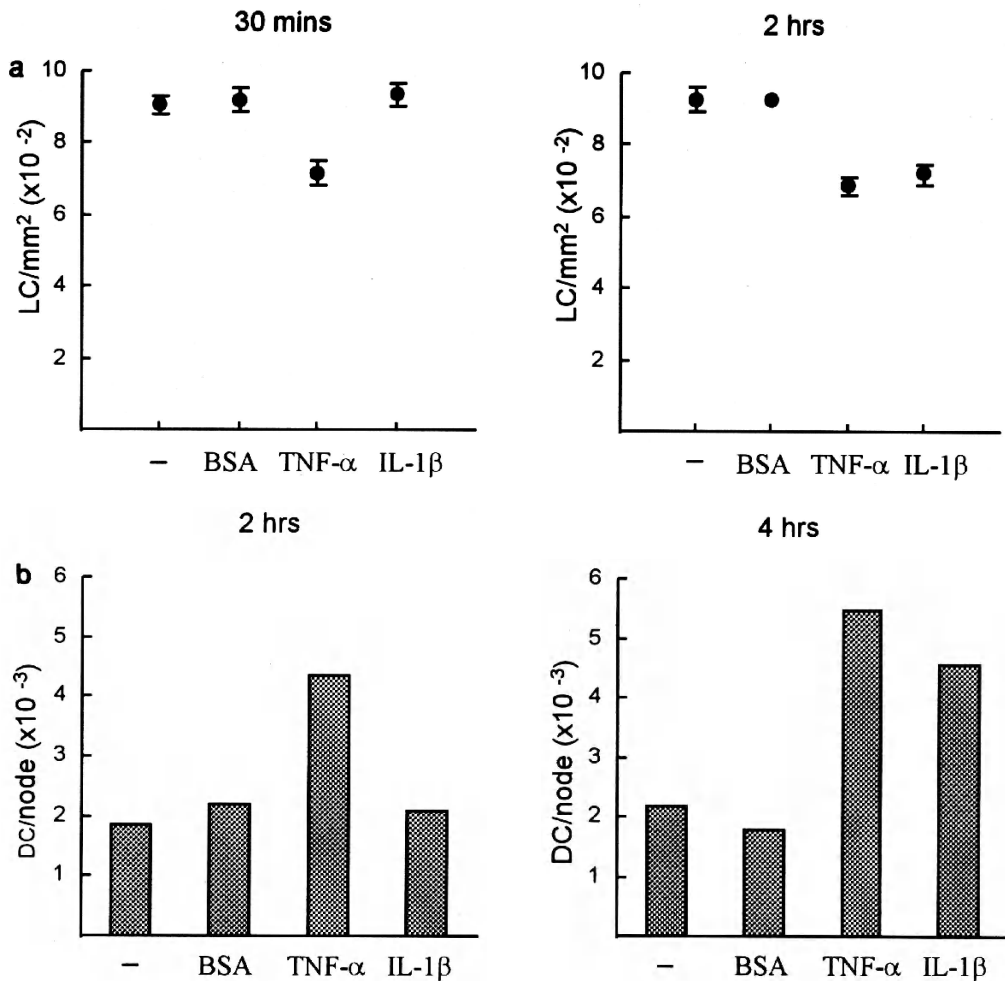 30 mins
2 hrs
a
LC/mm² (x10 -2)
10
8
6
4
2
– BSA TNF-α IL-1β
LC/mm² (x10 -2)
10
8
6
4
2
– BSA TNF-α IL-1β
2 hrs
4 hrs
b
DC/node (x10 -3)
6
5
4
3
2
1
– BSA TNF-α IL-1β
DC/node (x10 -3)
6
5
4
3
2
1
– BSA TNF-α IL-1β